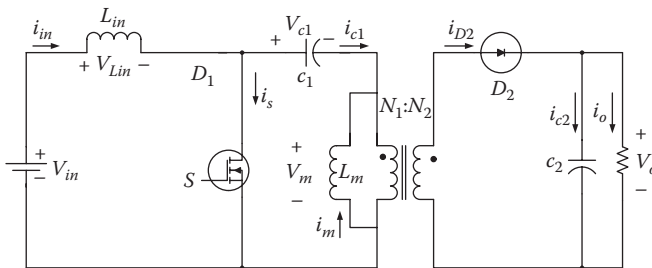 i_in L_in + V_c1 − i_c1 i_D2
+ V_Lin − D_1 c_1 D_2
i_s N_1:N_2 i_c2 i_o
+ V_in − S + V_m − L_m c_2 + V_o −
i_m